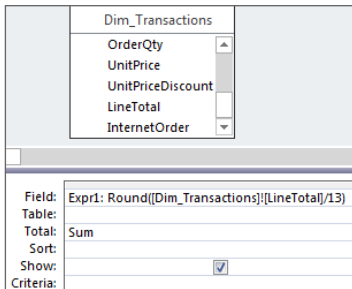 Dim_Transactions
OrderQty
UnitPrice
UnitPriceDiscount
LineTotal
InternetOrder
Field: Expr1: Round([Dim_Transactions]![LineTotal]/13)
Table:
Total: Sum
Sort:
Show:
Criteria: